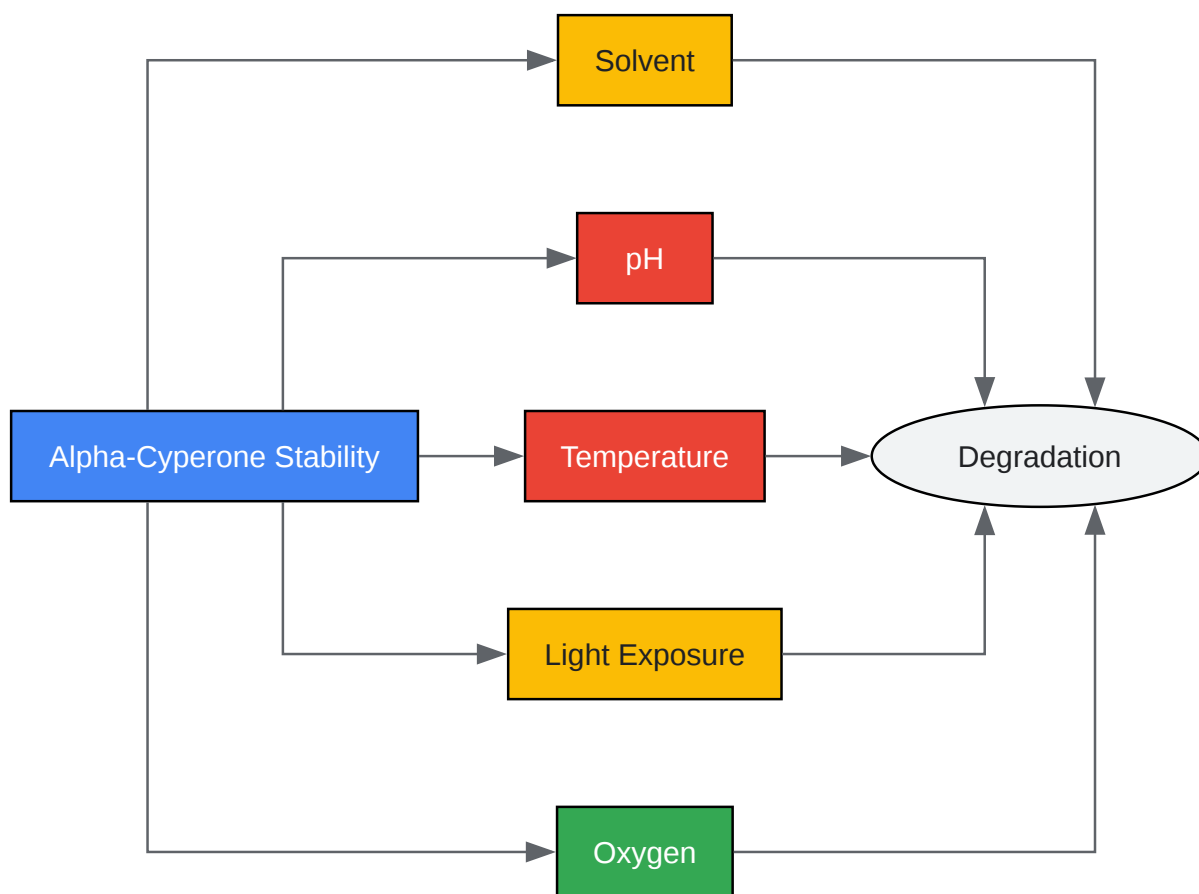 Solvent
pH
Alpha-Cyperone Stability
Temperature
Degradation
Light Exposure
Oxygen